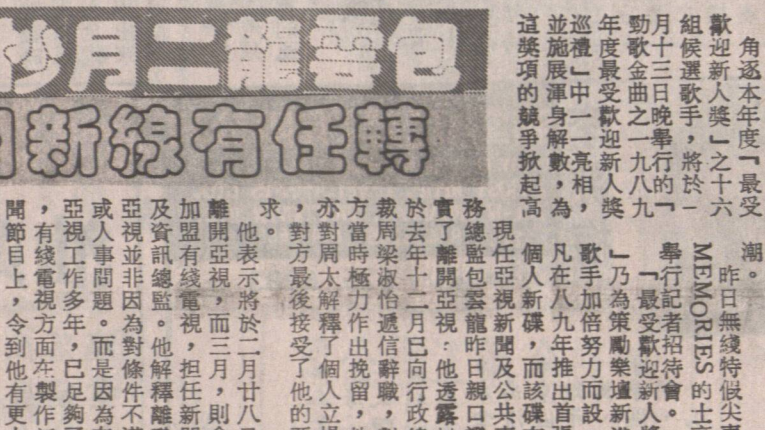 包雲龍二月抄
轉任有線新
角逐本年度「最受
歡迎新人獎」之十六
組候選歌手,將於一
月十三日晚舉行的「
勁歌金曲之一九八九
年度最受歡迎新人獎
巡禮」中一一亮相,
並施展渾身解數,為
這獎項的競爭掀起高
潮。
昨日無綫特假尖東
MEMORIES 的士
舉行記者招待會。
「最受歡迎新人
」乃為策勵樂壇新
歌手加倍努力而設
凡在八九年推出首張
個人新碟,而該碟
現任亞視新聞及公共
務總監包雲龍昨日親口
實了離開亞視:他透露
於去年十二月已向行政
裁周梁淑怡遞信辭職,
方當時極力作出挽留,
亦對周太解釋了個人立
,對方最後接受了他的
求。
他表示將於二月廿八
離開亞視,而三月,則
加盟有綫電視,担任新
及資訊總監。他解釋離
亞視並非因為對條件不
或人事問題。而是因為
亞視工作多年,已足夠
,有綫電視方面在製作
聞節目上,令到他有更